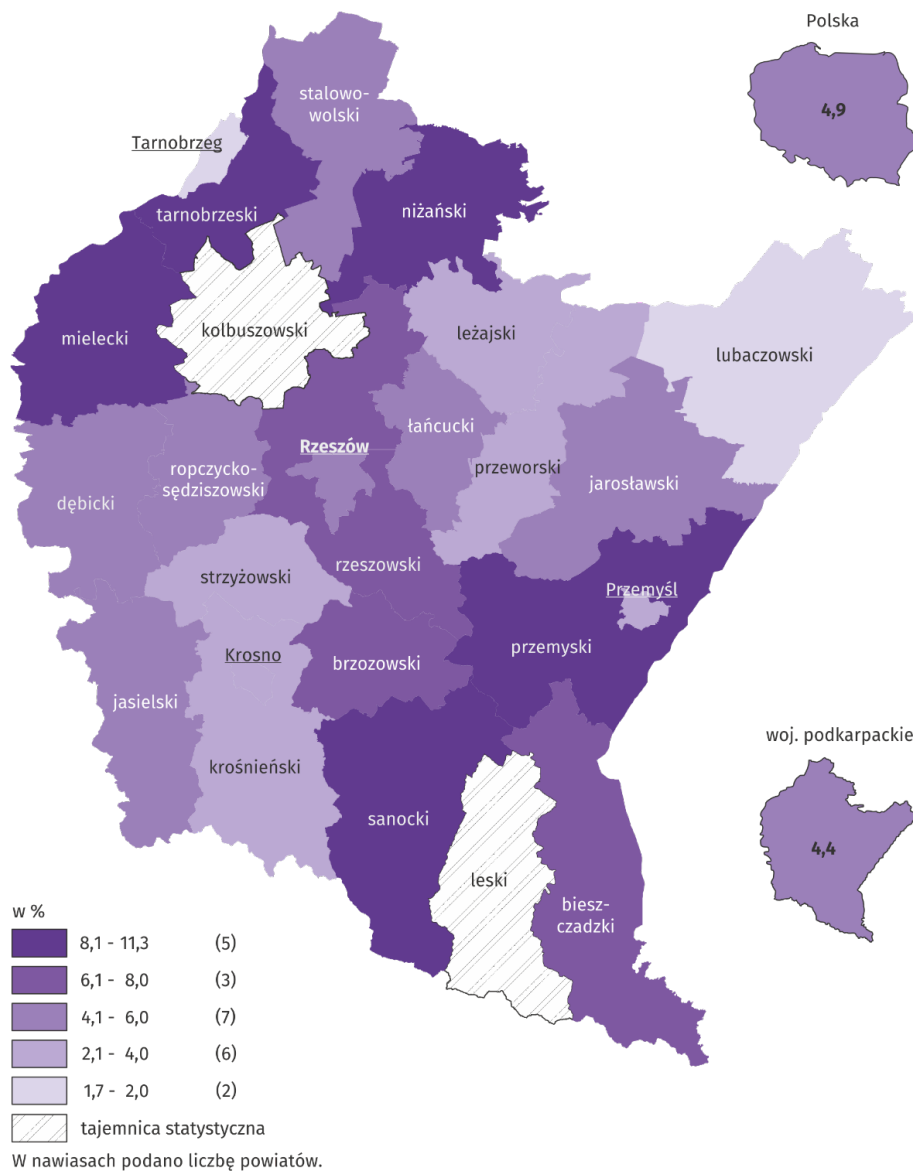 Polska
4,9
stalowo-
wolski
Tarnobrzeg
tarnobrzeski
niżański
mielecki
kolbuszowski
leżajski
lubaczowski
łańcucki
Rzeszów
ropczycko-
sędziszowski
przeworski
jarosławski
dębicki
strzyżowski
rzeszowski
Przemyśl
przemyski
Krosno
brzozowski
jasielski
krośnieński
woj. podkarpackie
4,4
sanocki
leski
biesz-
czadzki
w %
8,1 - 11,3 (5)
6,1 - 8,0 (3)
4,1 - 6,0 (7)
2,1 - 4,0 (6)
1,7 - 2,0 (2)
tajemnica statystyczna
W nawiasach podano liczbę powiatów.